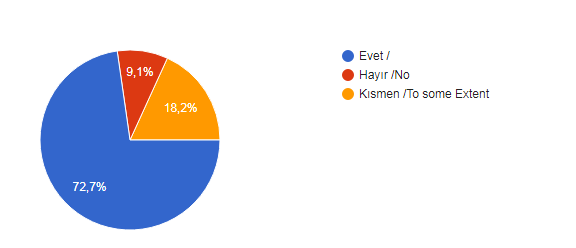 Evet /
9,1%
Hayır /No
Kısmen /To some Extent
18,2%
72,7%